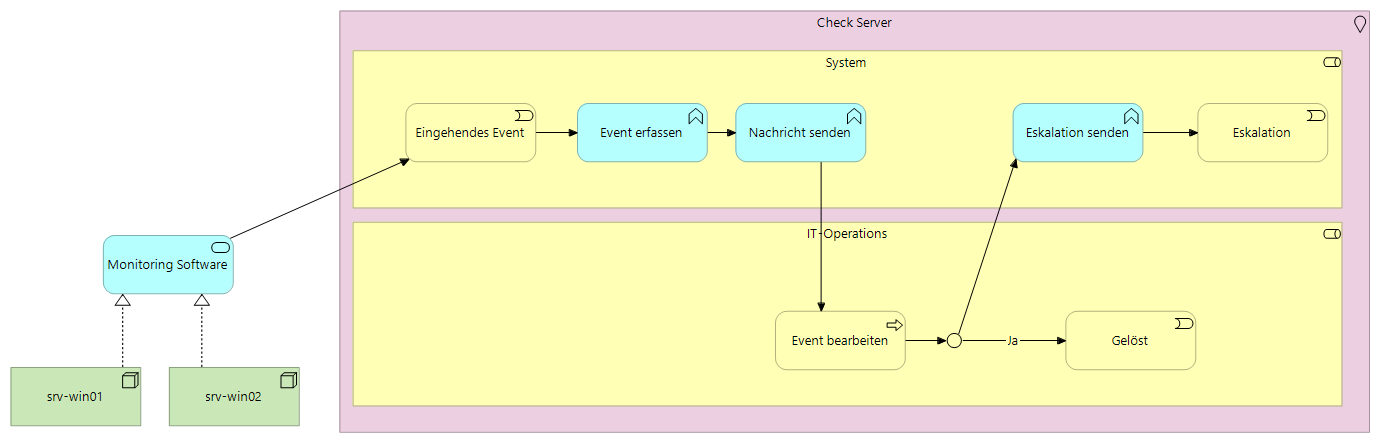 Check Server
System
Eingehendes Event
Event erfassen
Nachricht senden
Eskalation senden
Eskalation
IT-Operations
Monitoring Software
Event bearbeiten
Ja
Gelöst
srv-win01
srv-win02